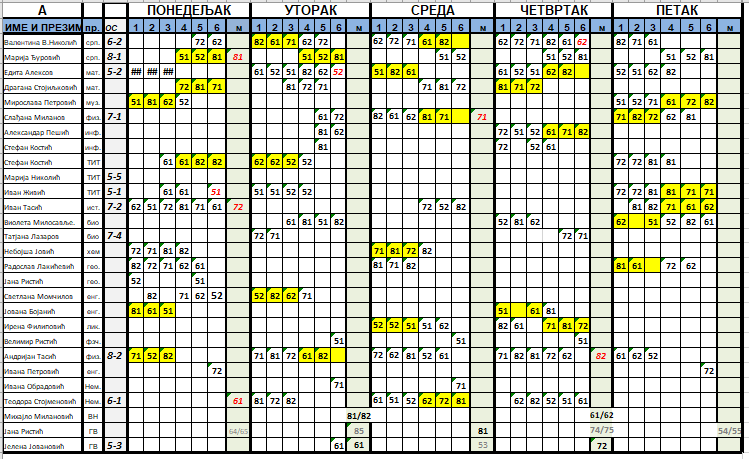 А ПОНЕДЕЉАК УТОРАК СРЕДА ЧЕТВРТАК ПЕТАК
ИМЕ И ПРЕЗИМ пр. ОС 1 2 3 4 5 6 м 1 2 3 4 5 6 м 1 2 3 4 5 6 м 1 2 3 4 5 6 м 1 2 3 4 5 6 м
Валентина В.Николић срп. 6-2 72 62 82 61 71 62 72 62 72 71 61 82 62 72 71 82 61 62 82 71 61
Марија Ђуровић срп. 8-1 51 52 81 81 51 52 81 51 52 51 52 81 51 52 81
Едита Алексов мат. 5-2 ## ## ## 61 52 51 82 62 52 51 82 61 61 52 51 62 82 52 51 62 82
Драгана Стојиљковић мат. 72 82 71 81 72 71 71 81 72 81 71 72
Мирослава Петровић муз. 51 81 62 52 51 52 71 61 72 82
Слађана Миланов физ. 7-1 61 72 82 61 62 81 71 71 71 82 72 62 81
Александар Пешић инф. 81 62 72 51 52 61 71 82
Стефан Костић инф. 81 72 52 61
Стефан Костић ТИТ 61 61 82 82 62 62 52 52 72 72 81 81
Марија Николић ТИТ 5-5
Иван Живић ТИТ 5-1 61 61 51 51 51 52 52 72 72 81 81 71 71
Иван Тасић ист. 7-2 62 51 72 81 71 61 72 72 52 82 81 82 71 61 62
Виолета Милосавље. био 61 81 51 82 52 81 62 62 51 52 82 61
Татјана Лазаров био 7-4 72 71 72 71
Небојша Јовић хем 72 71 81 82 71 81 72 82
Радослав Лакићевић гео. 82 72 71 62 61 81 71 82 81 61 72 62
Јана Ристић гео. 52 51
Светлана Момчилов енг. 82 71 62 52 52 82 62 71
Јована Бојанић енг. 81 61 51 51 61 81
Ирена Филиповић лик. 52 52 51 51 62 82 61 71 81 72
Велимир Ристић фзч. 51 51 51
Андријан Тасић физ. 8-2 71 52 82 71 81 72 61 82 72 62 81 52 61 71 82 81 72 62 82 61 62 52
Ивана Петровић енг. 72 72
Ивана Обрадовић Нем. 71 71
Теодора Стојменовић Нем. 6-1 61 81 72 82 61 51 52 62 72 81 62 82 52 51 61
Михајло Милановић ВН 81/82 61/62
Јана Ристић ГВ 64/65 85 81 74/75 54/55
Јелена Јовановић ГВ 5-3 61 61 53 72